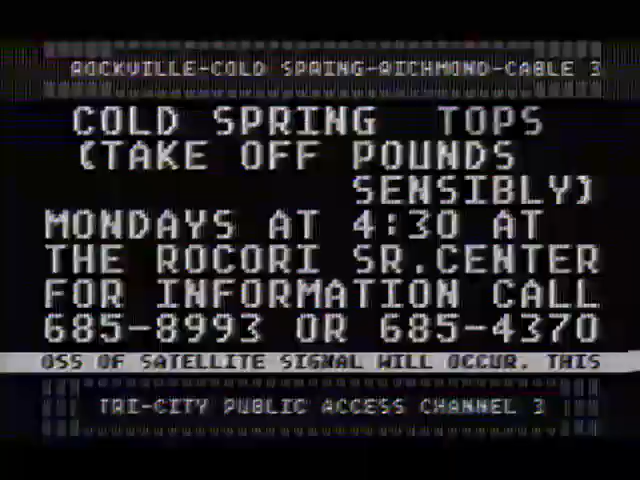 ROCKVILLE-COLD SPRING-RICHMOND-CABLE 3
COLD SPRING TOPS
(TAKE OFF POUNDS
SENSIBLY)
MONDAYS AT 4:30 AT
THE ROCORI SR.CENTER
FOR INFORMATION CALL
685-8993 OR 685-4370
OSS OF SATELLITE SIGNAL WILL OCCUR. THIS
TRI-CITY PUBLIC ACCESS CHANNEL 3